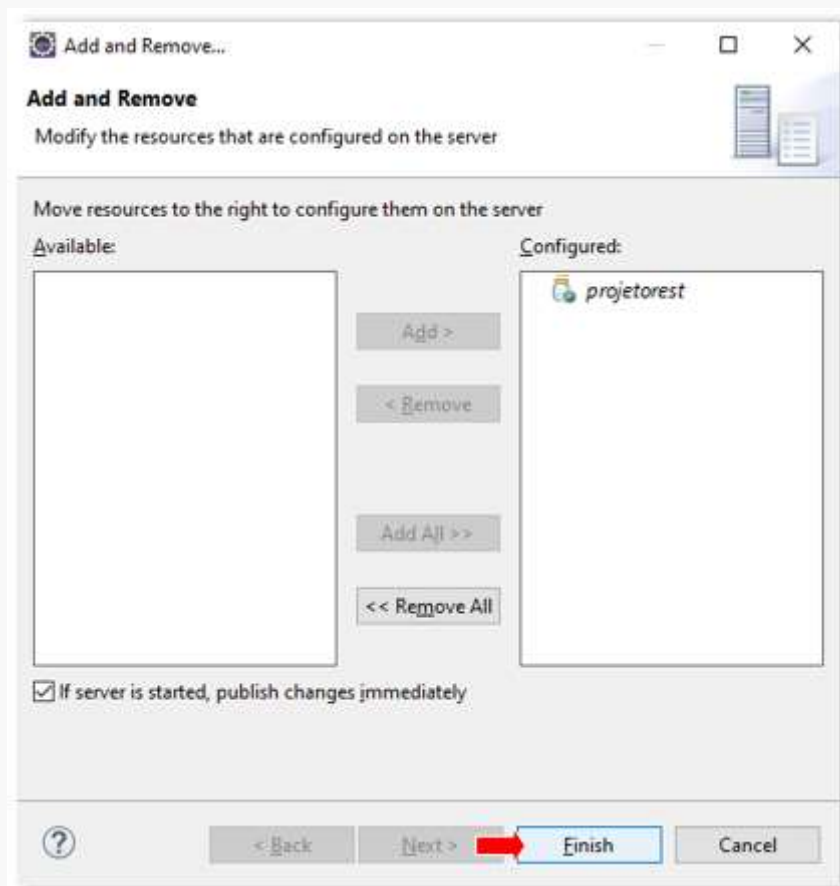 Add and Remove...
Add and Remove
Modify the resources that are configured on the server
Move resources to the right to configure them on the server
Available:
Configured:
projetorest
Add >
< Remove
Add All >>
<< Remove All
If server is started, publish changes immediately
?
< Back
Next >
Finish
Cancel